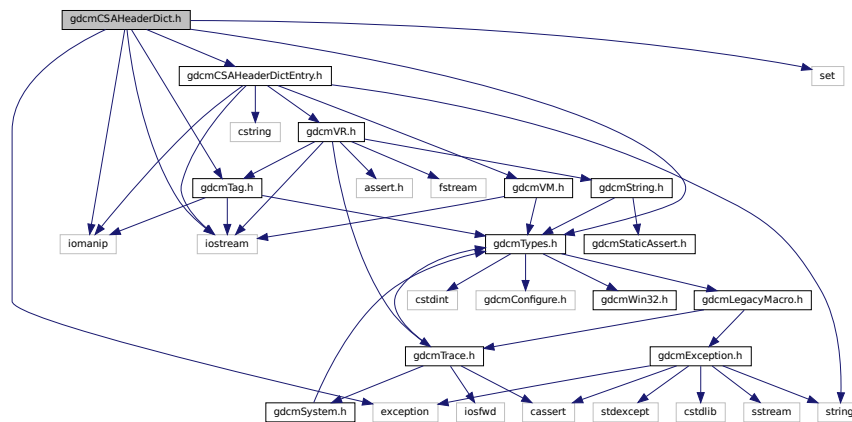 gdcmCSAHeaderDict.h
gdcmCSAHeaderDictEntry.h
set
cstring
gdcmVR.h
gdcmTag.h
assert.h
fstream
gdcmVM.h
gdcmString.h
iomanip
iostream
gdcmTypes.h
gdcmStaticAssert.h
cstdint
gdcmConfigure.h
gdcmWin32.h
gdcmLegacyMacro.h
gdcmTrace.h
gdcmException.h
gdcmSystem.h
exception
iosfwd
cassert
stdexcept
cstdlib
sstream
string